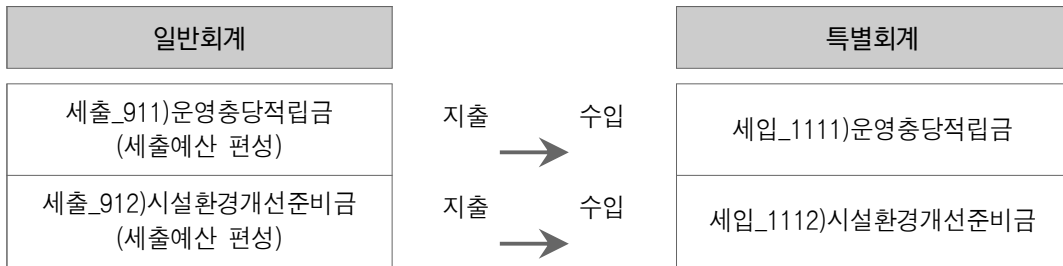 일반회계
특별회계
세출_911)운영충당적립금
(세출예산 편성)
지출 수입
세입_1111)운영충당적립금
세출_912)시설환경개선준비금
(세출예산 편성)
지출 수입
세입_1112)시설환경개선준비금